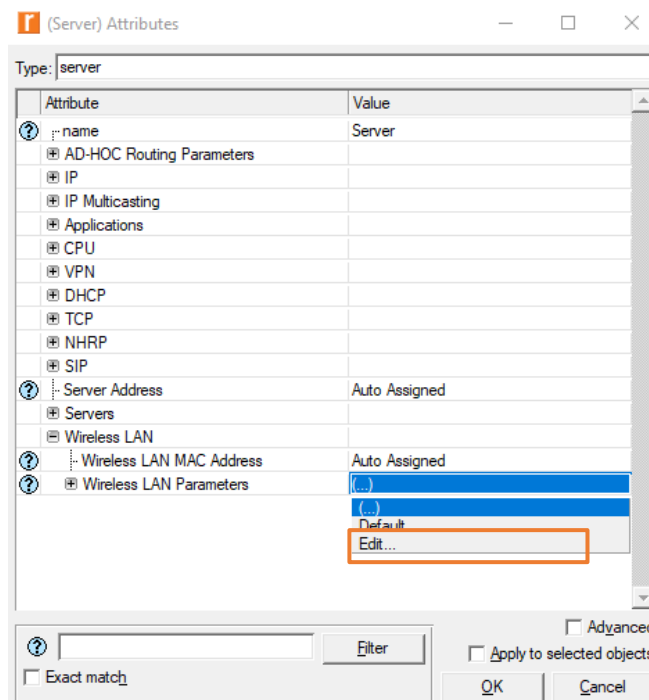 (Server) Attributes
Type: server
Attribute Value
name Server
AD-HOC Routing Parameters
IP
IP Multicasting
Applications
CPU
VPN
DHCP
TCP
NHRP
SIP
Server Address Auto Assigned
Servers
Wireless LAN
Wireless LAN MAC Address Auto Assigned
Wireless LAN Parameters (...)
(...)
Default
Edit...
Advanced
Filter
Apply to selected objects
Exact match
OK Cancel